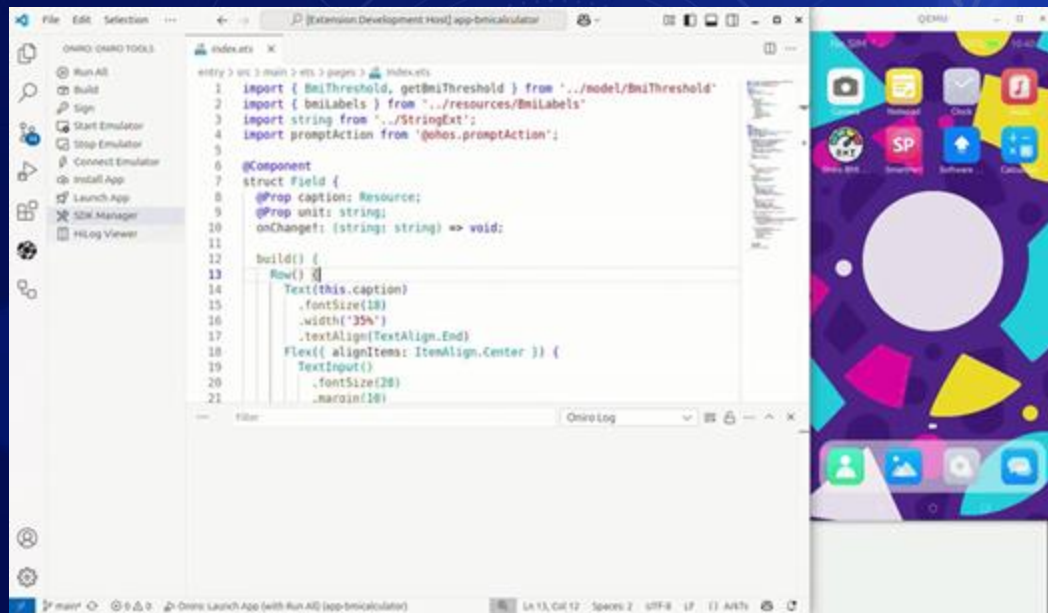 File Edit Selection ···
[Extension Development Host] app-bmicalculator
QEMU
ONIRO: ONIRO TOOLS
Run All
Build
Sign
Start Emulator
Stop Emulator
Connect Emulator
Install App
Launch App
SDK Manager
HiLog Viewer
Index.ets
entry > src > main > ets > pages > Index.ets
1 import { BmiThreshold, getBmiThreshold } from '../model/BmiThreshold'
2 import { bmiLabels } from '../resources/BmiLabels'
3 import string from '../StringExt';
4 import promptAction from '@ohos.promptAction';
5
6 @Component
7 struct Field {
8 @Prop caption: Resource;
9 @Prop unit: string;
10 onChange!: (string: string) => void;
11
12 build() {
13 Row() {
14 Text(this.caption)
15 .fontSize(18)
16 .width('35%')
17 .textAlign(TextAlign.End)
18 Flex({ alignItems: ItemAlign.Center }) {
19 TextInput()
20 .fontSize(20)
21 .margin(10)
Filter
Oniro Log
main*
0 0
Oniro: Launch App (with Run All) (app-bmicalculator)
Ln 13, Col 12 Spaces: 2 UTF-8 LF {} ArkTS
10:40
Notepad
Clock
BMI
SP